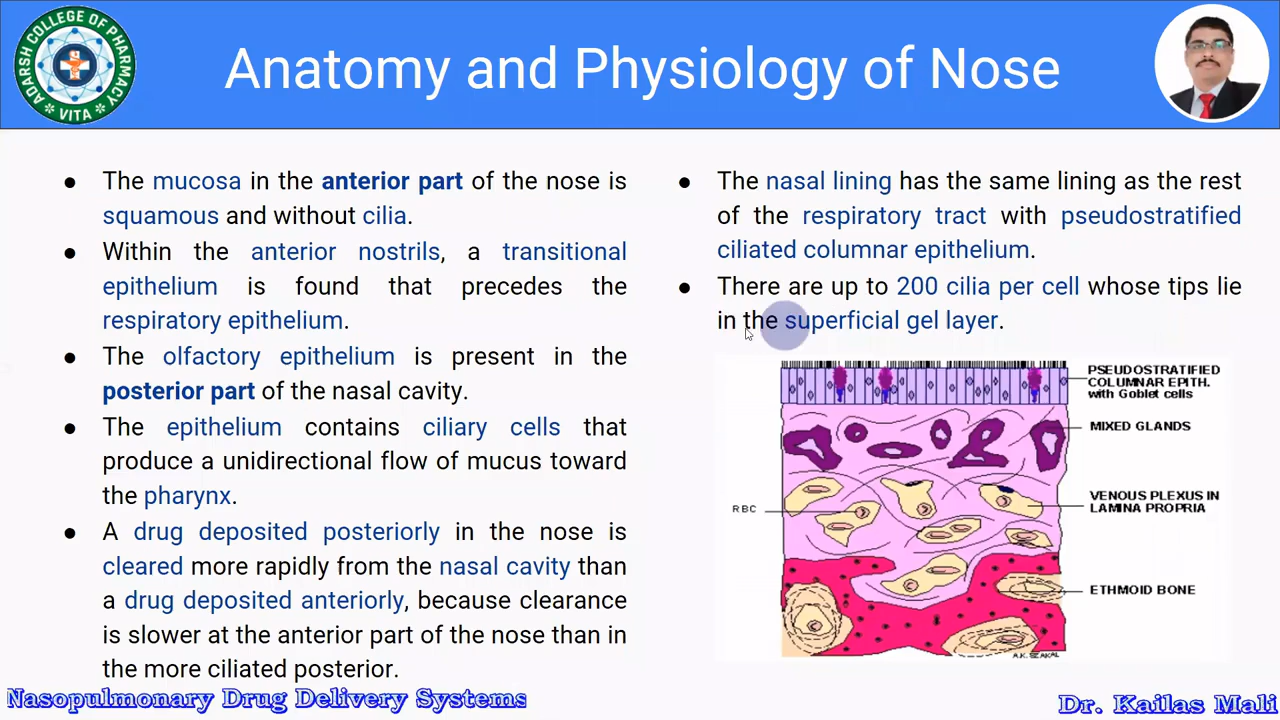 ADARSH COLLEGE OF PHARMACY
VITA
Anatomy and Physiology of Nose
● The mucosa in the anterior part of the nose is
squamous and without cilia.
● Within the anterior nostrils, a transitional
epithelium is found that precedes the
respiratory epithelium.
● The olfactory epithelium is present in the
posterior part of the nasal cavity.
● The epithelium contains ciliary cells that
produce a unidirectional flow of mucus toward
the pharynx.
● A drug deposited posteriorly in the nose is
cleared more rapidly from the nasal cavity than
a drug deposited anteriorly, because clearance
is slower at the anterior part of the nose than in
the more ciliated posterior.
● The nasal lining has the same lining as the rest
of the respiratory tract with pseudostratified
ciliated columnar epithelium.
● There are up to 200 cilia per cell whose tips lie
in the superficial gel layer.
PSEUDOSTRATIFIED
COLUMNAR EPITH.
with Goblet cells
MIXED GLANDS
VENOUS PLEXUS IN
LAMINA PROPRIA
RBC
ETHMOID BONE
A.K. SZAKAL
Nasopulmonary Drug Delivery Systems
Dr. Kailas Mali